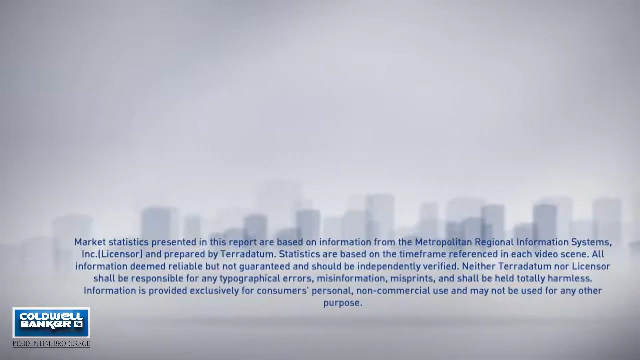 Market statistics presented in this report are based on information from the Metropolitan Regional Information Systems,
Inc.(Licensor) and prepared by Terradatum. Statistics are based on the timeframe referenced in each video scene. All
information deemed reliable but not guaranteed and should be independently verified. Neither Terradatum nor Licensor
shall be responsible for any typographical errors, misinformation, misprints, and shall be held totally harmless.
Information is provided exclusively for consumers' personal, non-commercial use and may not be used for any other
purpose.
COLDWELL
BANKER
RESIDENTIAL BROKERAGE